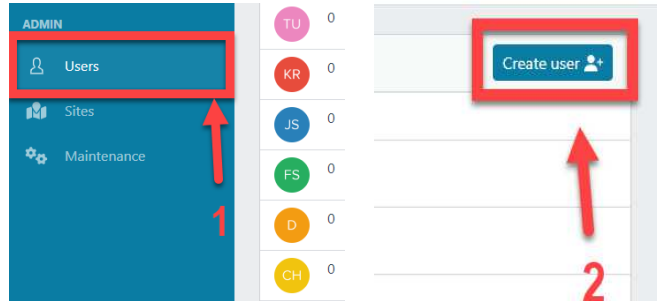 ADMIN
Users
Sites
Maintenance
1
TU 0
KR 0
JS 0
FS 0
D 0
CH 0
Create user
2